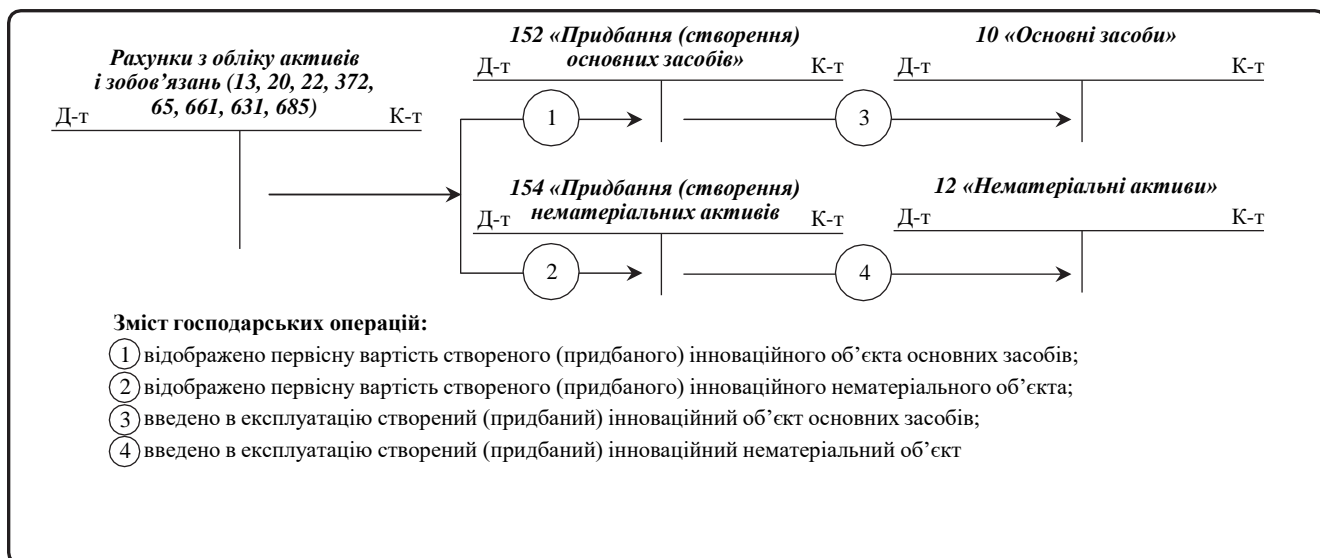 Рахунки з обліку активів
і зобов’язань (13, 20, 22, 372,
65, 661, 631, 685)
Д-т К-т
152 «Придбання (створення)
основних засобів»
Д-т К-т
10 «Основні засоби»
Д-т К-т
1
3
154 «Придбання (створення)
нематеріальних активів
Д-т К-т
12 «Нематеріальні активи»
Д-т К-т
2
4
Зміст господарських операцій:
1 відображено первісну вартість створеного (придбаного) інноваційного об’єкта основних засобів;
2 відображено первісну вартість створеного (придбаного) інноваційного нематеріального об’єкта;
3 введено в експлуатацію створений (придбаний) інноваційний об’єкт основних засобів;
4 введено в експлуатацію створений (придбаний) інноваційний нематеріальний об’єкт